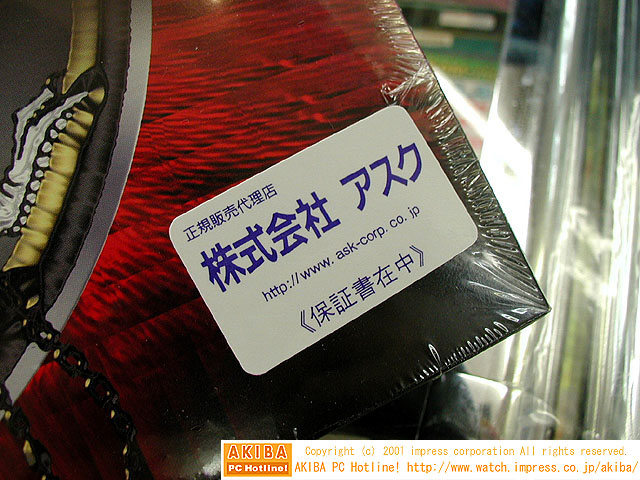 正規販売代理店
株式会社 アスク
http://www.ask-corp.co.jp
《保証書在中》
AKIBA Copyright (c) 2001 impress corporation All rights reserved.
PC Hotline! AKIBA PC Hotline! http://www.watch.impress.co.jp/akiba/